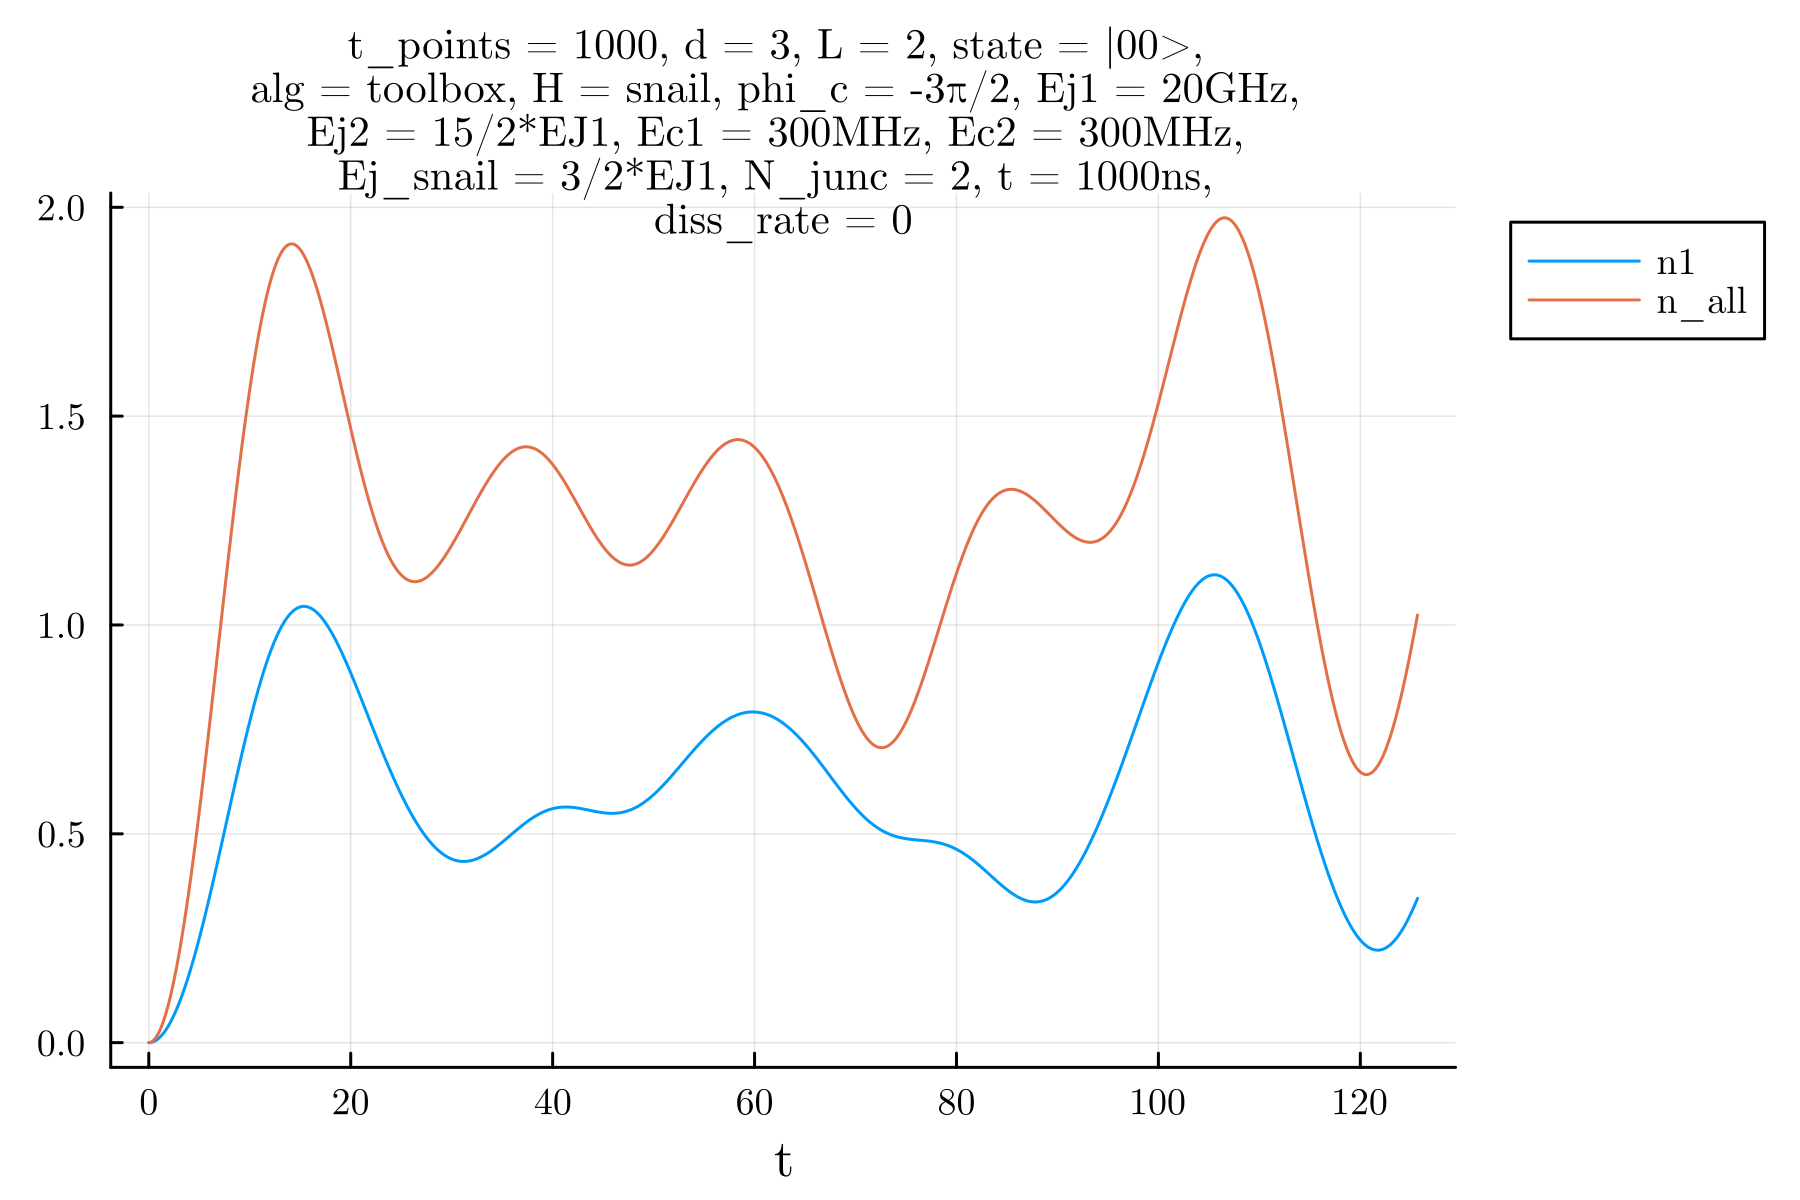 t_points = 1000, d = 3, L = 2, state = |00>,
alg = toolbox, H = snail, phi_c = -3π/2, Ej1 = 20GHz,
Ej2 = 15/2*EJ1, Ec1 = 300MHz, Ec2 = 300MHz,
Ej_snail = 3/2*EJ1, N_junc = 2, t = 1000ns,
diss_rate = 0
2.0
1.5
1.0
0.5
0.0
0 20 40 60 80 100 120
t
n1
n_all